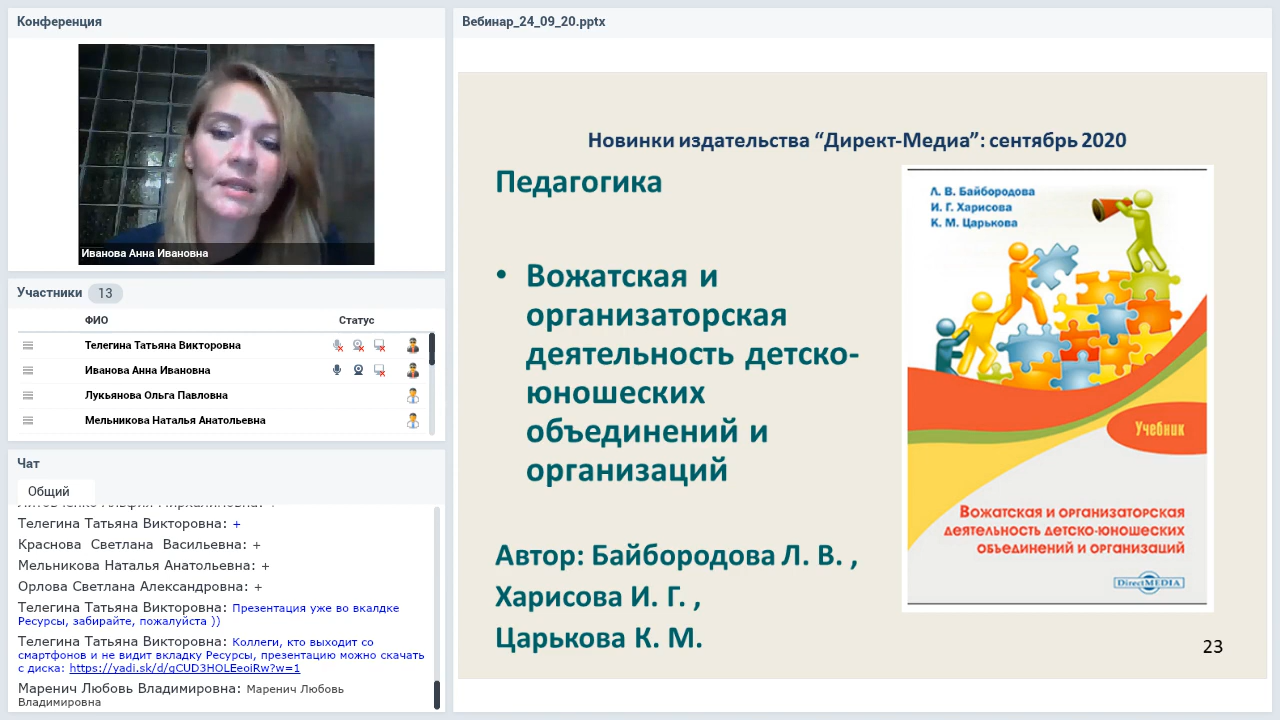 Конференция
Иванова Анна Ивановна
Участники 13
ФИО Статус
Телегина Татьяна Викторовна
Иванова Анна Ивановна
Лукьянова Ольга Павловна
Мельникова Наталья Анатольевна
Чат
Общий
Телегина Татьяна Викторовна: +
Краснова Светлана Васильевна: +
Мельникова Наталья Анатольевна: +
Орлова Светлана Александровна: +
Телегина Татьяна Викторовна: Презентация уже во вкалдке
Ресурсы, забирайте, пожалуйста ))
Телегина Татьяна Викторовна: Коллеги, кто выходит со
смартфонов и не видит вкладку Ресурсы, презентацию можно скачать
с диска: https://yadi.sk/d/qCUD3HOLEeoiRw?w=1
Маренич Любовь Владимировна: Маренич Любовь
Владимировна
Вебинар_24_09_20.pptx
Новинки издательства “Директ-Медиа”: сентябрь 2020
Педагогика
• Вожатская и
организаторская
деятельность детско-
юношеских
объединений и
организаций
Автор: Байбородова Л. В. ,
Харисова И. Г. ,
Царькова К. М.
Л. В. Байбородова
И. Г. Харисова
К. М. Царькова
Учебник
Вожатская и организаторская
деятельность детско-юношеских
объединений и организаций
DirectMEDIA
23